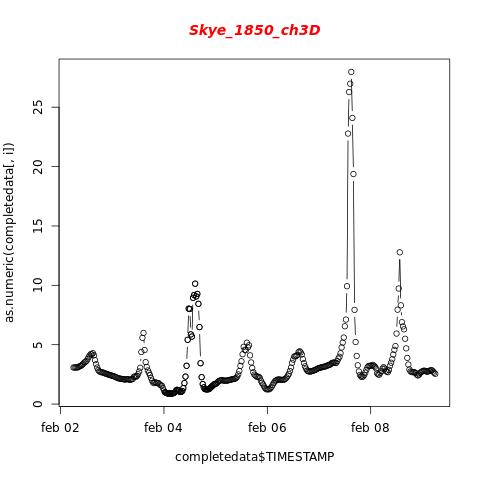 Skye_1850_ch3D
as.numeric(completedata[, i])
25
20
15
10
5
0
feb 02 feb 04 feb 06 feb 08
completedata$TIMESTAMP